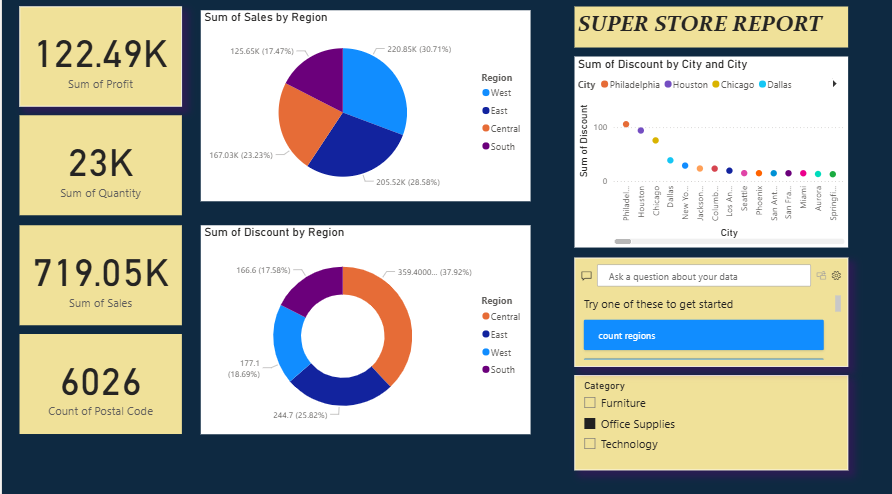 122.49K
Sum of Profit
23K
Sum of Quantity
719.05K
Sum of Sales
6026
Count of Postal Code
Sum of Sales by Region
125.65K (17.47%)
220.85K (30.71%)
167.03K (23.23%)
205.52K (28.58%)
Region
West
East
Central
South
Sum of Discount by Region
166.6 (17.58%)
359.4000... (37.92%)
177.1
(18.69%)
244.7 (25.82%)
Region
Central
East
West
South
SUPER STORE REPORT
Sum of Discount by City and City
City Philadelphia Houston Chicago Dallas
Sum of Discount
100
0
Philadel...
Houston
Chicago
Dallas
New Yo...
Jackson...
Columb...
Los An...
Seattle
Phoenix
San Ant...
San Fra...
Miami
Aurora
Springfi...
City
Ask a question about your data
Try one of these to get started
count regions
Category
Furniture
Office Supplies
Technology